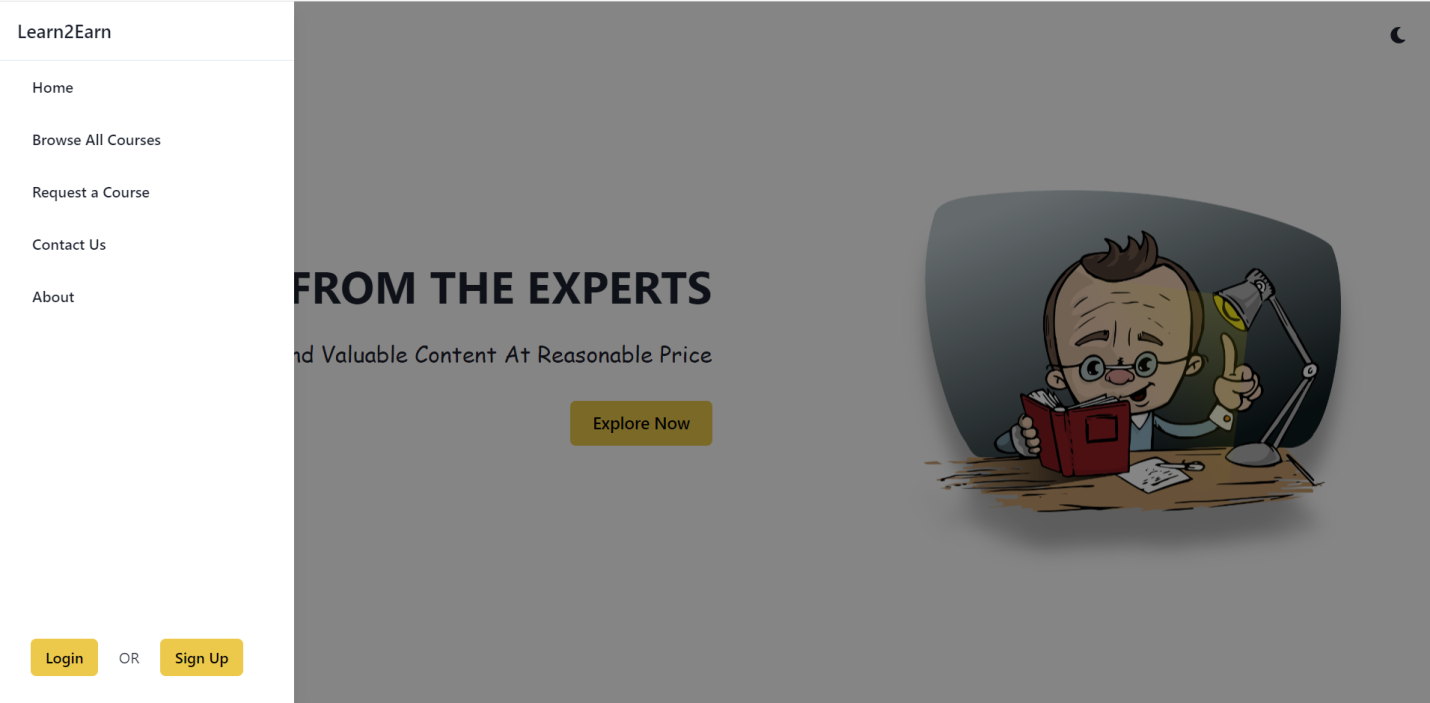 Learn2Earn
Home
Browse All Courses
Request a Course
Contact Us
About
FROM THE EXPERTS
Valuable Content At Reasonable Price
Explore Now
Login OR Sign Up